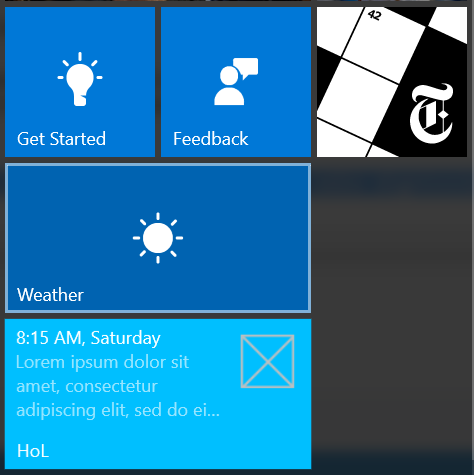 42
T
Get Started
Feedback
Weather
8:15 AM, Saturday
Lorem ipsum dolor sit
amet, consectetur
adipiscing elit, sed do ei...
HoL